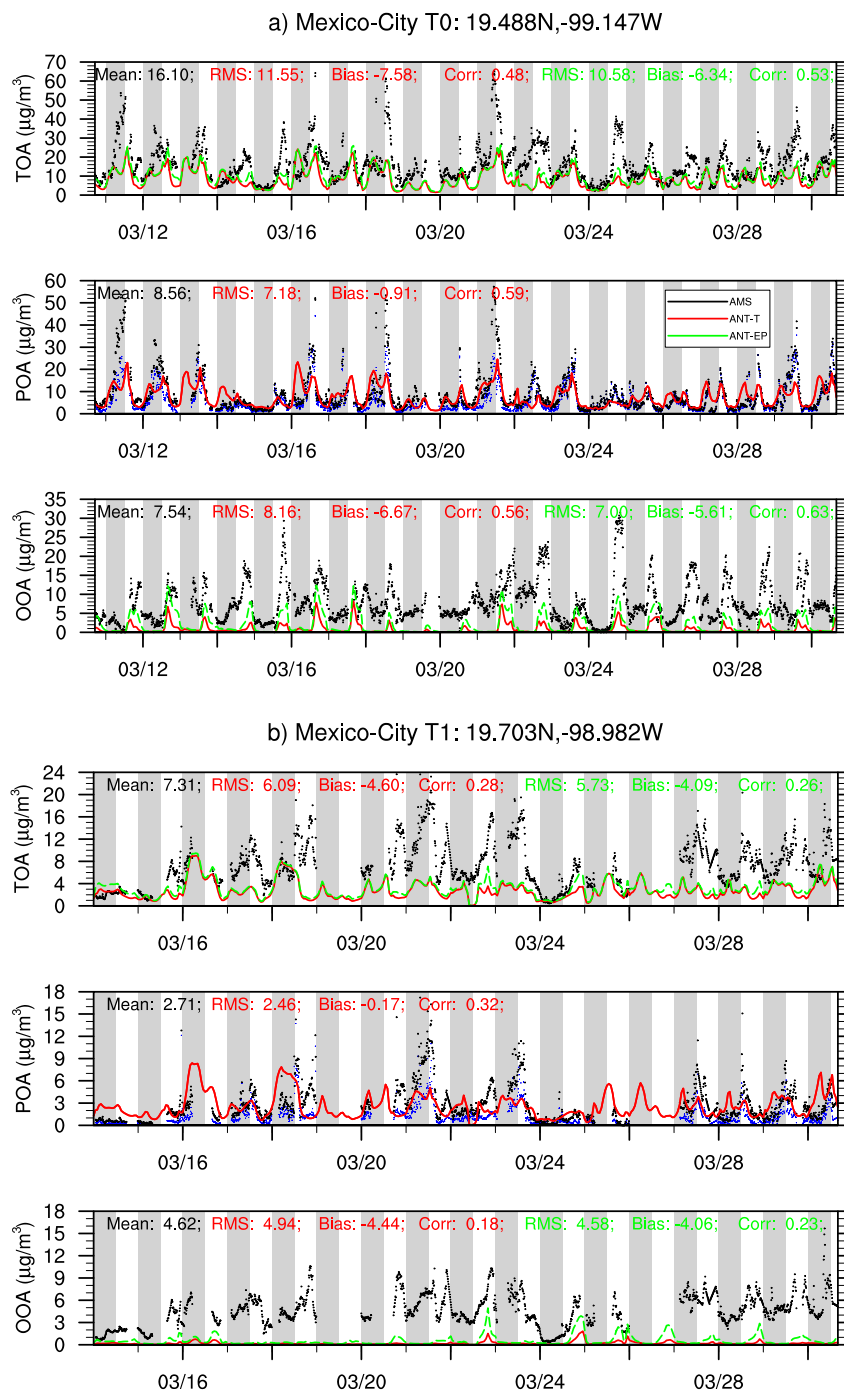 a) Mexico-City T0: 19.488N,-99.147W
TOA (μg/m³)
70
60
50
40
30
20
10
0
Mean: 16.10; RMS: 11.55; Bias: -7.58; Corr: 0.48; RMS: 10.58; Bias: -6.34; Corr: 0.53;
03/12 03/16 03/20 03/24 03/28
POA (μg/m³)
60
50
40
30
20
10
0
Mean: 8.56; RMS: 7.18; Bias: -0.91; Corr: 0.59;
AMS
ANT-T
ANT-EP
03/12 03/16 03/20 03/24 03/28
OOA (μg/m³)
35
30
25
20
15
10
5
0
Mean: 7.54; RMS: 8.16; Bias: -6.67; Corr: 0.56; RMS: 7.00; Bias: -5.61; Corr: 0.63;
03/12 03/16 03/20 03/24 03/28
b) Mexico-City T1: 19.703N,-98.982W
TOA (μg/m³)
24
20
16
12
8
4
0
Mean: 7.31; RMS: 6.09; Bias: -4.60; Corr: 0.28; RMS: 5.73; Bias: -4.09; Corr: 0.26;
03/16 03/20 03/24 03/28
POA (μg/m³)
18
15
12
9
6
3
0
Mean: 2.71; RMS: 2.46; Bias: -0.17; Corr: 0.32;
03/16 03/20 03/24 03/28
OOA (μg/m³)
18
15
12
9
6
3
0
Mean: 4.62; RMS: 4.94; Bias: -4.44; Corr: 0.18; RMS: 4.58; Bias: -4.06; Corr: 0.23;
03/16 03/20 03/24 03/28